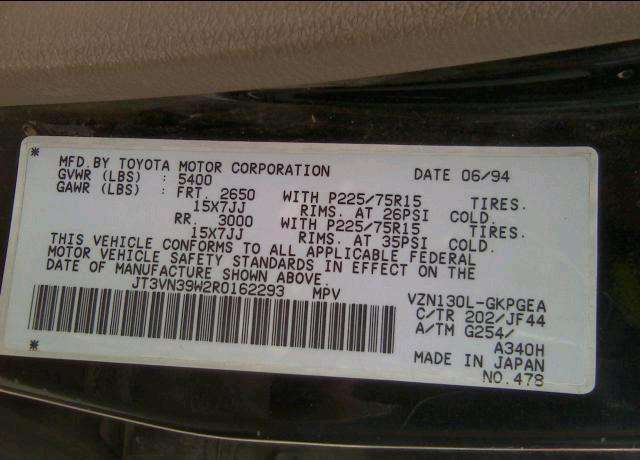 MFD.BY TOYOTA MOTOR CORPORATION DATE 06/94
GVWR (LBS) : 5400
GAWR (LBS) : FRT. 2650 WITH P225/75R15 TIRES.
15X7JJ RIMS. AT 26PSI COLD.
RR. 3000 WITH P225/75R15 TIRES.
15X7JJ RIMS. AT 35PSI COLD.
THIS VEHICLE CONFORMS TO ALL APPLICABLE FEDERAL
MOTOR VEHICLE SAFETY STANDARDS IN EFFECT ON THE
DATE OF MANUFACTURE SHOWN ABOVE.
JT3VN39W2R0162293 MPV
VZN130L-GKPGEA
C/TR 202/JF44
A/TM G254/
A340H
MADE IN JAPAN
NO.478